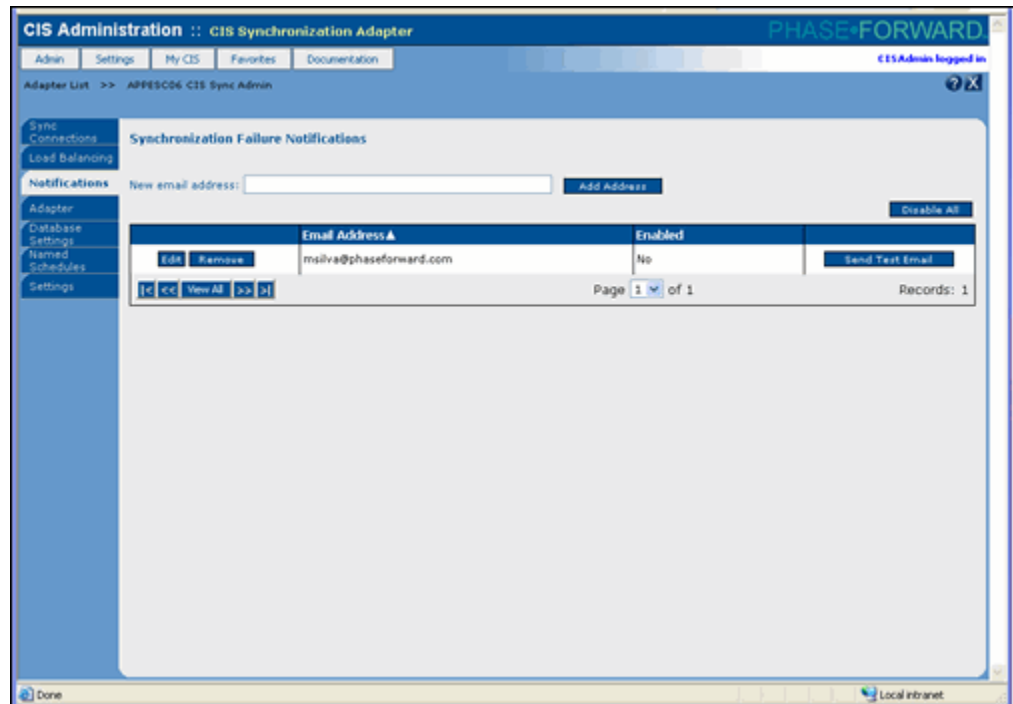 CIS Administration :: CIS Synchronization Adapter PHASE FORWARD.
Admin Settings My CIS Favorites Documentation CISAdmin logged in
Adapter List >> APPESC06 CIS Sync Admin ? X
Sync Connections
Load Balancing
Notifications
Adapter
Database Settings
Named Schedules
Settings
Synchronization Failure Notifications
New email address: Add Address
Disable All
Email Address▲ Enabled
Edit Remove msilva@phaseforward.com No Send Test Email
|< << View All >> >| Page 1 of 1 Records: 1
Done Local intranet